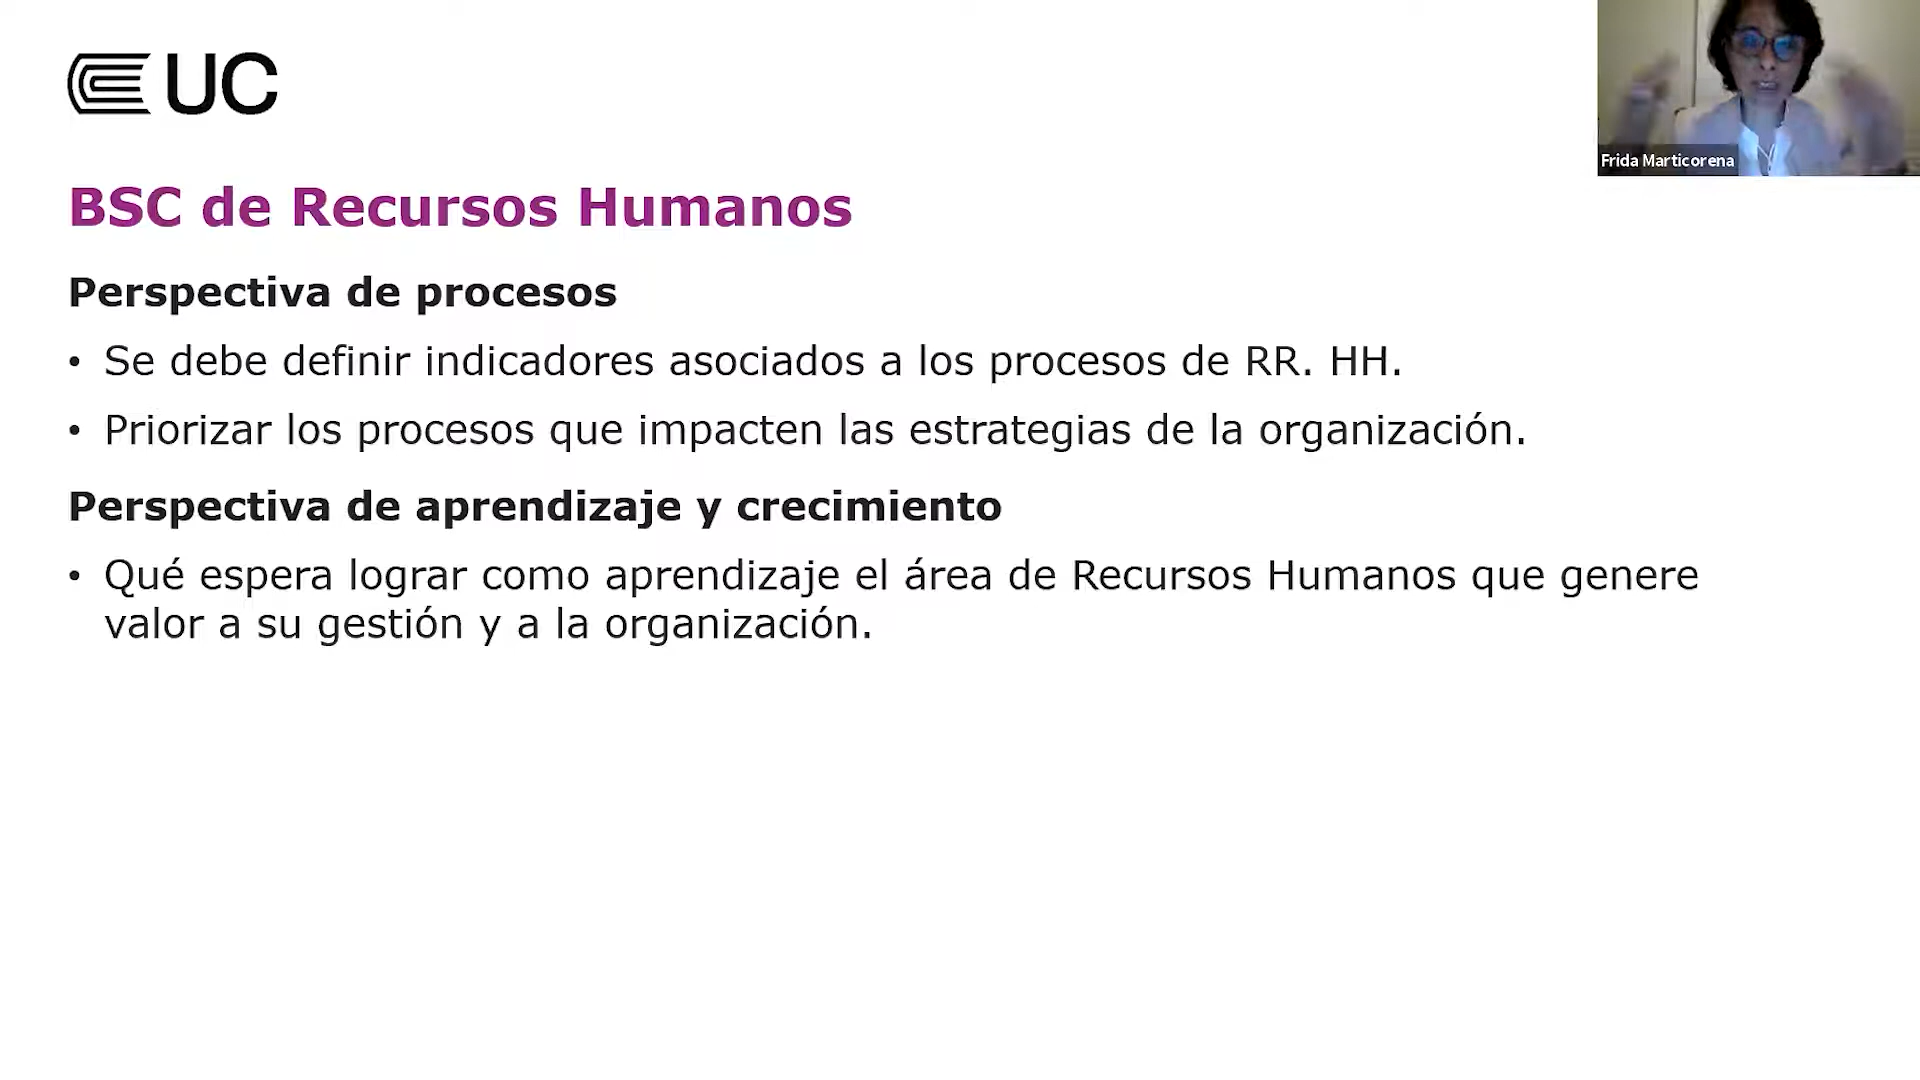 UC
Frida Marticorena
BSC de Recursos Humanos
Perspectiva de procesos
• Se debe definir indicadores asociados a los procesos de RR. HH.
• Priorizar los procesos que impacten las estrategias de la organización.
Perspectiva de aprendizaje y crecimiento
• Qué espera lograr como aprendizaje el área de Recursos Humanos que genere
valor a su gestión y a la organización.